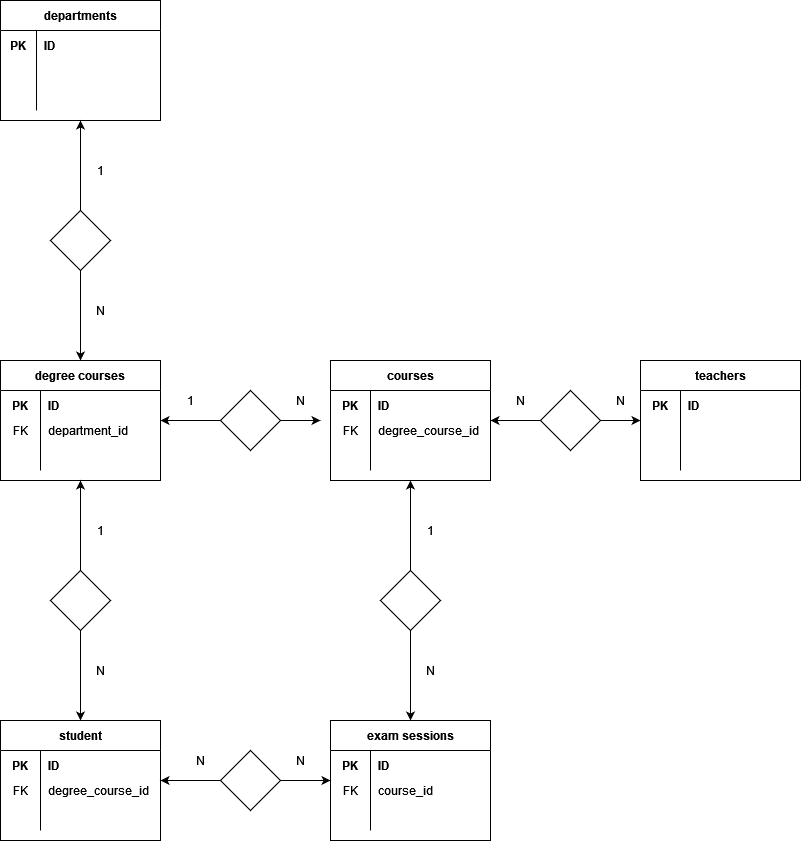 departments
PK ID
1
N
degree courses
PK ID
FK department_id
1 N
courses
PK ID
FK degree_course_id
N N
teachers
PK ID
1
N
1
N
student
PK ID
FK degree_course_id
N N
exam sessions
PK ID
FK course_id